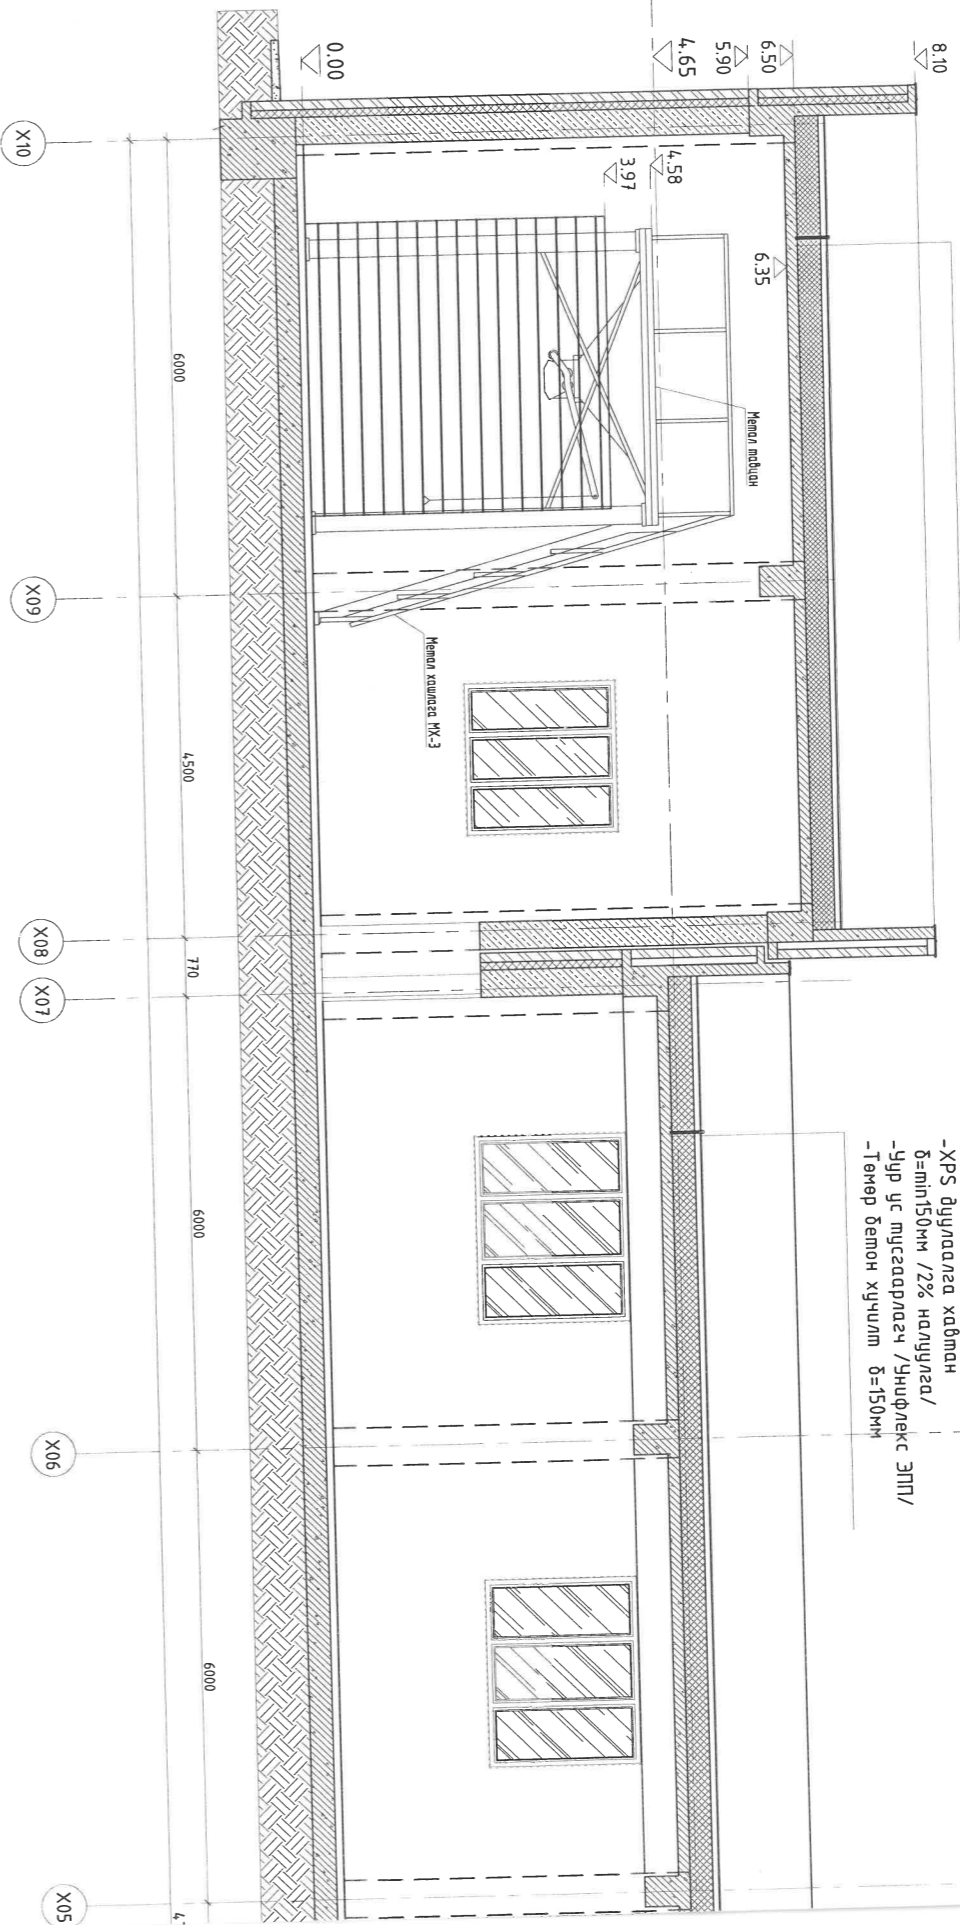 8.10
6.50
5.90
4.65
0.00
4.58
3.97
6.35
Метал тавцан
Метал хашлага МХ-3
-XPS дуулаалга хавтан
δ=min150мм /2% налуулга/
-Уур ус тусгаарлагч /Унифлекс ЭПП/
-Төмөр бетон хучилт δ=150мм
6000
4500
770
6000
6000
X10
X09
X08
X07
X06
X05